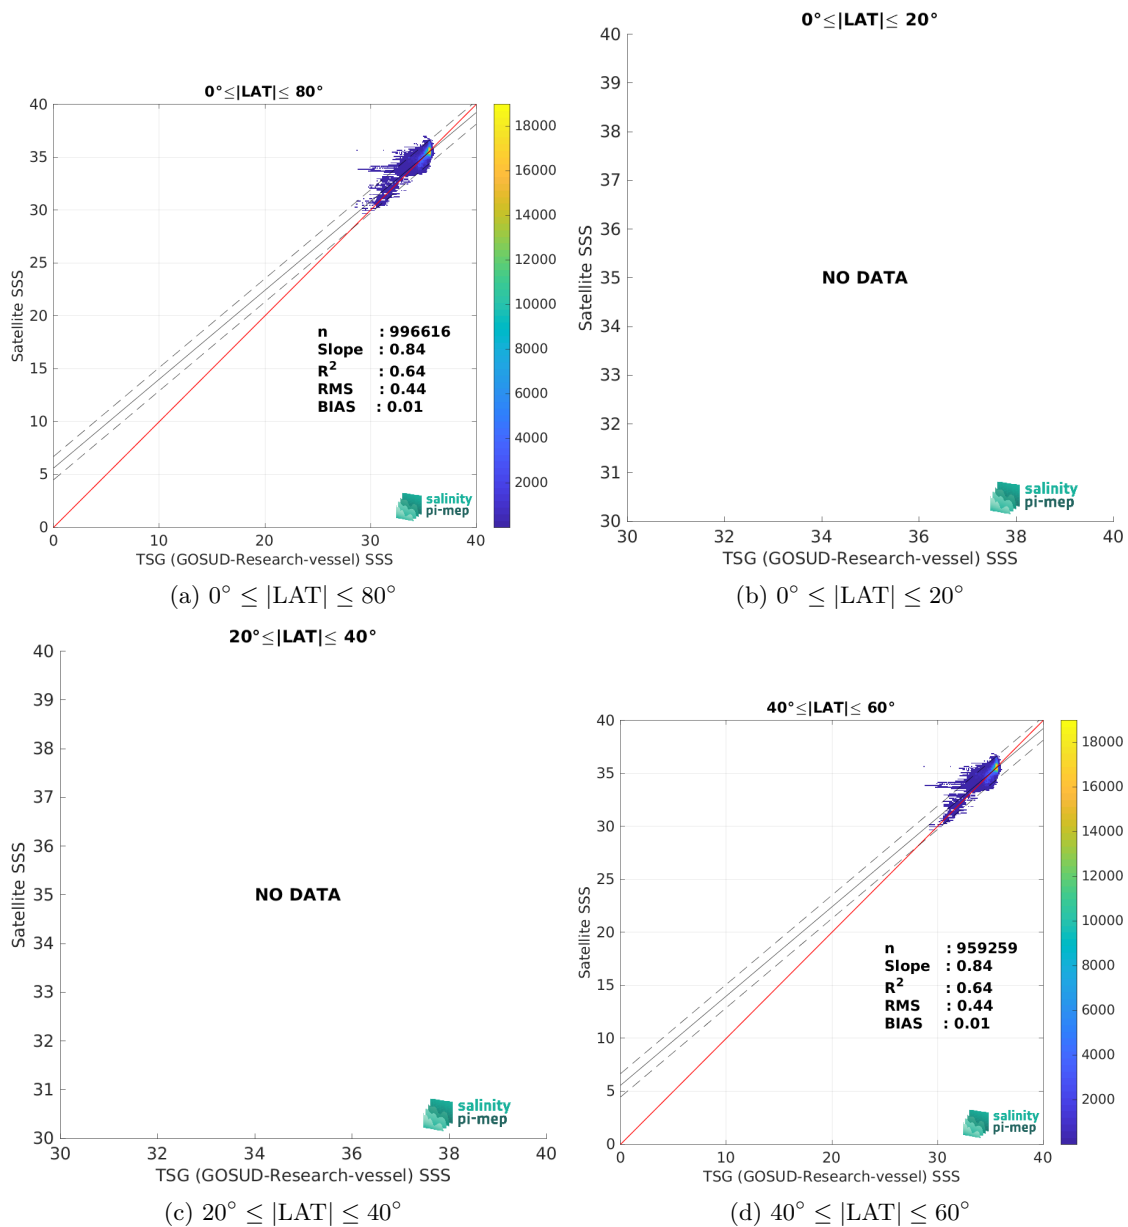 0°≤|LAT|≤ 80°
40
35
30
25
20
15
10
5
0
Satellite SSS
n : 996616
Slope : 0.84
R² : 0.64
RMS : 0.44
BIAS : 0.01
salinity
pi-mep
0 10 20 30 40
TSG (GOSUD-Research-vessel) SSS
18000
16000
14000
12000
10000
8000
6000
4000
2000
(a) 0° ≤ |LAT| ≤ 80°
0°≤|LAT|≤ 20°
40
39
38
37
36
35
34
33
32
31
30
Satellite SSS
NO DATA
salinity
pi-mep
30 32 34 36 38 40
TSG (GOSUD-Research-vessel) SSS
(b) 0° ≤ |LAT| ≤ 20°
20°≤|LAT|≤ 40°
40
39
38
37
36
35
34
33
32
31
30
Satellite SSS
NO DATA
salinity
pi-mep
30 32 34 36 38 40
TSG (GOSUD-Research-vessel) SSS
(c) 20° ≤ |LAT| ≤ 40°
40°≤|LAT|≤ 60°
40
35
30
25
20
15
10
5
0
Satellite SSS
n : 959259
Slope : 0.84
R² : 0.64
RMS : 0.44
BIAS : 0.01
salinity
pi-mep
0 10 20 30 40
TSG (GOSUD-Research-vessel) SSS
18000
16000
14000
12000
10000
8000
6000
4000
2000
(d) 40° ≤ |LAT| ≤ 60°